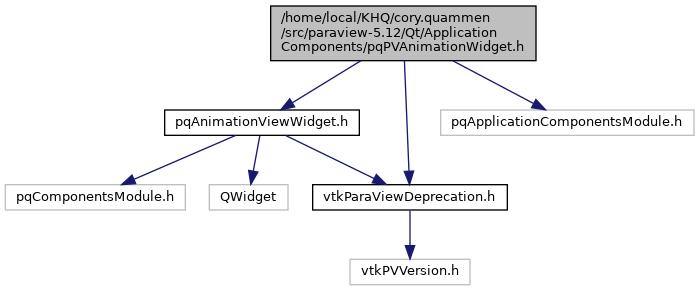 /home/local/KHQ/cory.quammen
/src/paraview-5.12/Qt/Application
Components/pqPVAnimationWidget.h
pqAnimationViewWidget.h
pqApplicationComponentsModule.h
pqComponentsModule.h
QWidget
vtkParaViewDeprecation.h
vtkPVVersion.h